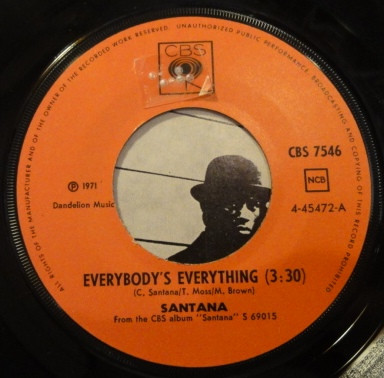 ALL RIGHTS OF THE MANUFACTURER AND OF THE OWNER OF THE RECORDED WORK RESERVED. UNAUTHORIZED PUBLIC PERFORMANCE, BROADCASTING AND COPYING OF THIS RECORD PROHIBITED
CBS
CBS 7546
NCB
℗ 1971
4-45472-A
Dandelion Music
EVERYBODY'S EVERYTHING (3:30)
(C. Santana/T. Moss/M. Brown)
SANTANA
From the CBS album "Santana" S 69015